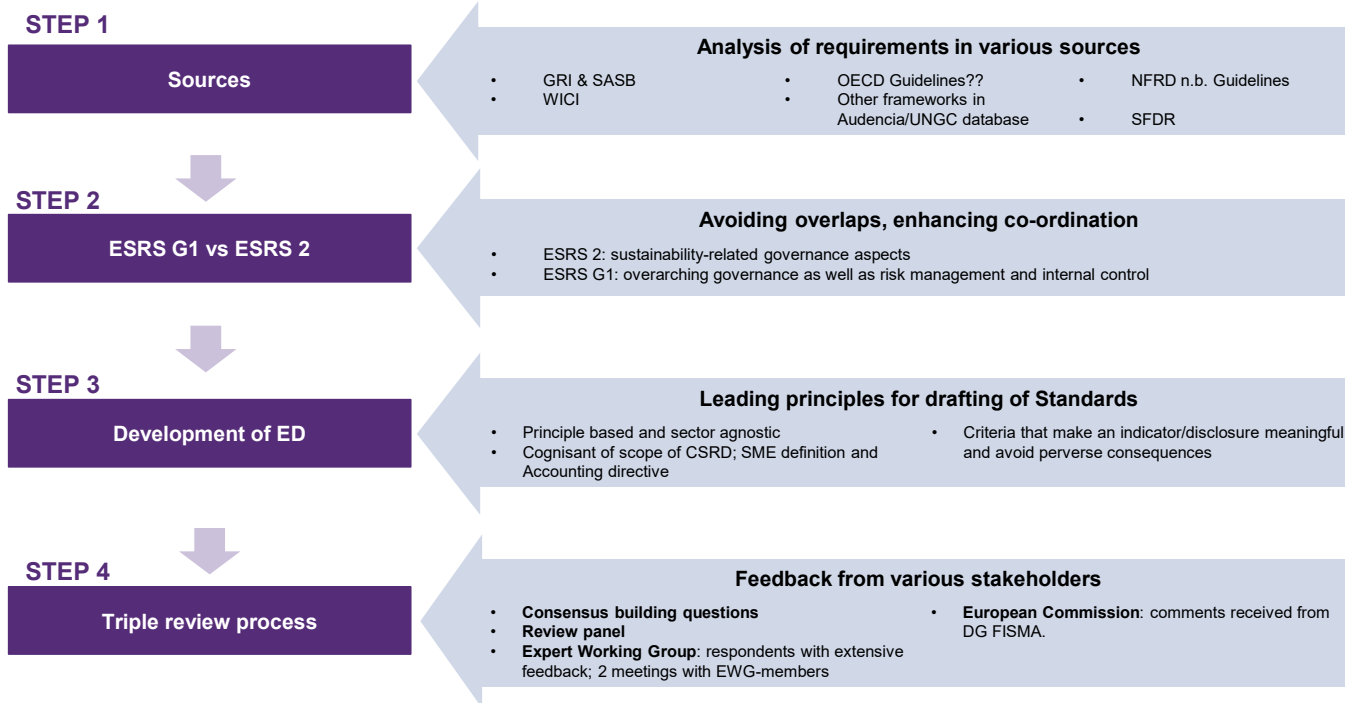 STEP 1
Sources
Analysis of requirements in various sources
• GRI & SASB
• WICI
• OECD Guidelines??
• Other frameworks in
Audencia/UNGC database
• NFRD n.b. Guidelines
• SFDR
STEP 2
ESRS G1 vs ESRS 2
Avoiding overlaps, enhancing co-ordination
• ESRS 2: sustainability-related governance aspects
• ESRS G1: overarching governance as well as risk management and internal control
STEP 3
Development of ED
Leading principles for drafting of Standards
• Principle based and sector agnostic
• Cognisant of scope of CSRD; SME definition and
Accounting directive
• Criteria that make an indicator/disclosure meaningful
and avoid perverse consequences
STEP 4
Triple review process
Feedback from various stakeholders
• Consensus building questions
• Review panel
• Expert Working Group: respondents with extensive
feedback; 2 meetings with EWG-members
• European Commission: comments received from
DG FISMA.